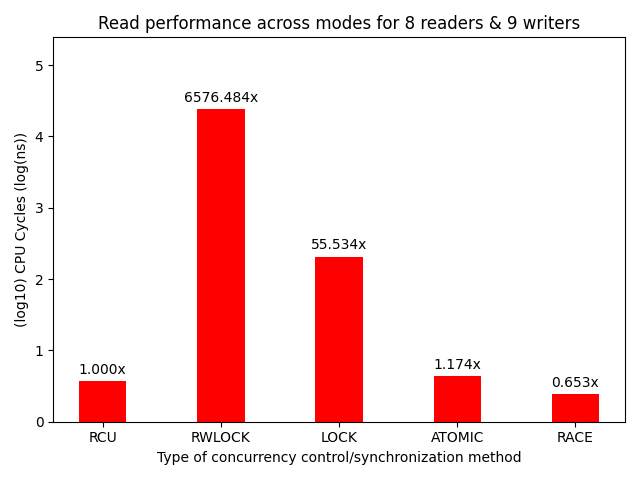 Read performance across modes for 8 readers & 9 writers
(log10) CPU Cycles (log(ns))
5
4
3
2
1
0
1.000x
6576.484x
55.534x
1.174x
0.653x
RCU
RWLOCK
LOCK
ATOMIC
RACE
Type of concurrency control/synchronization method